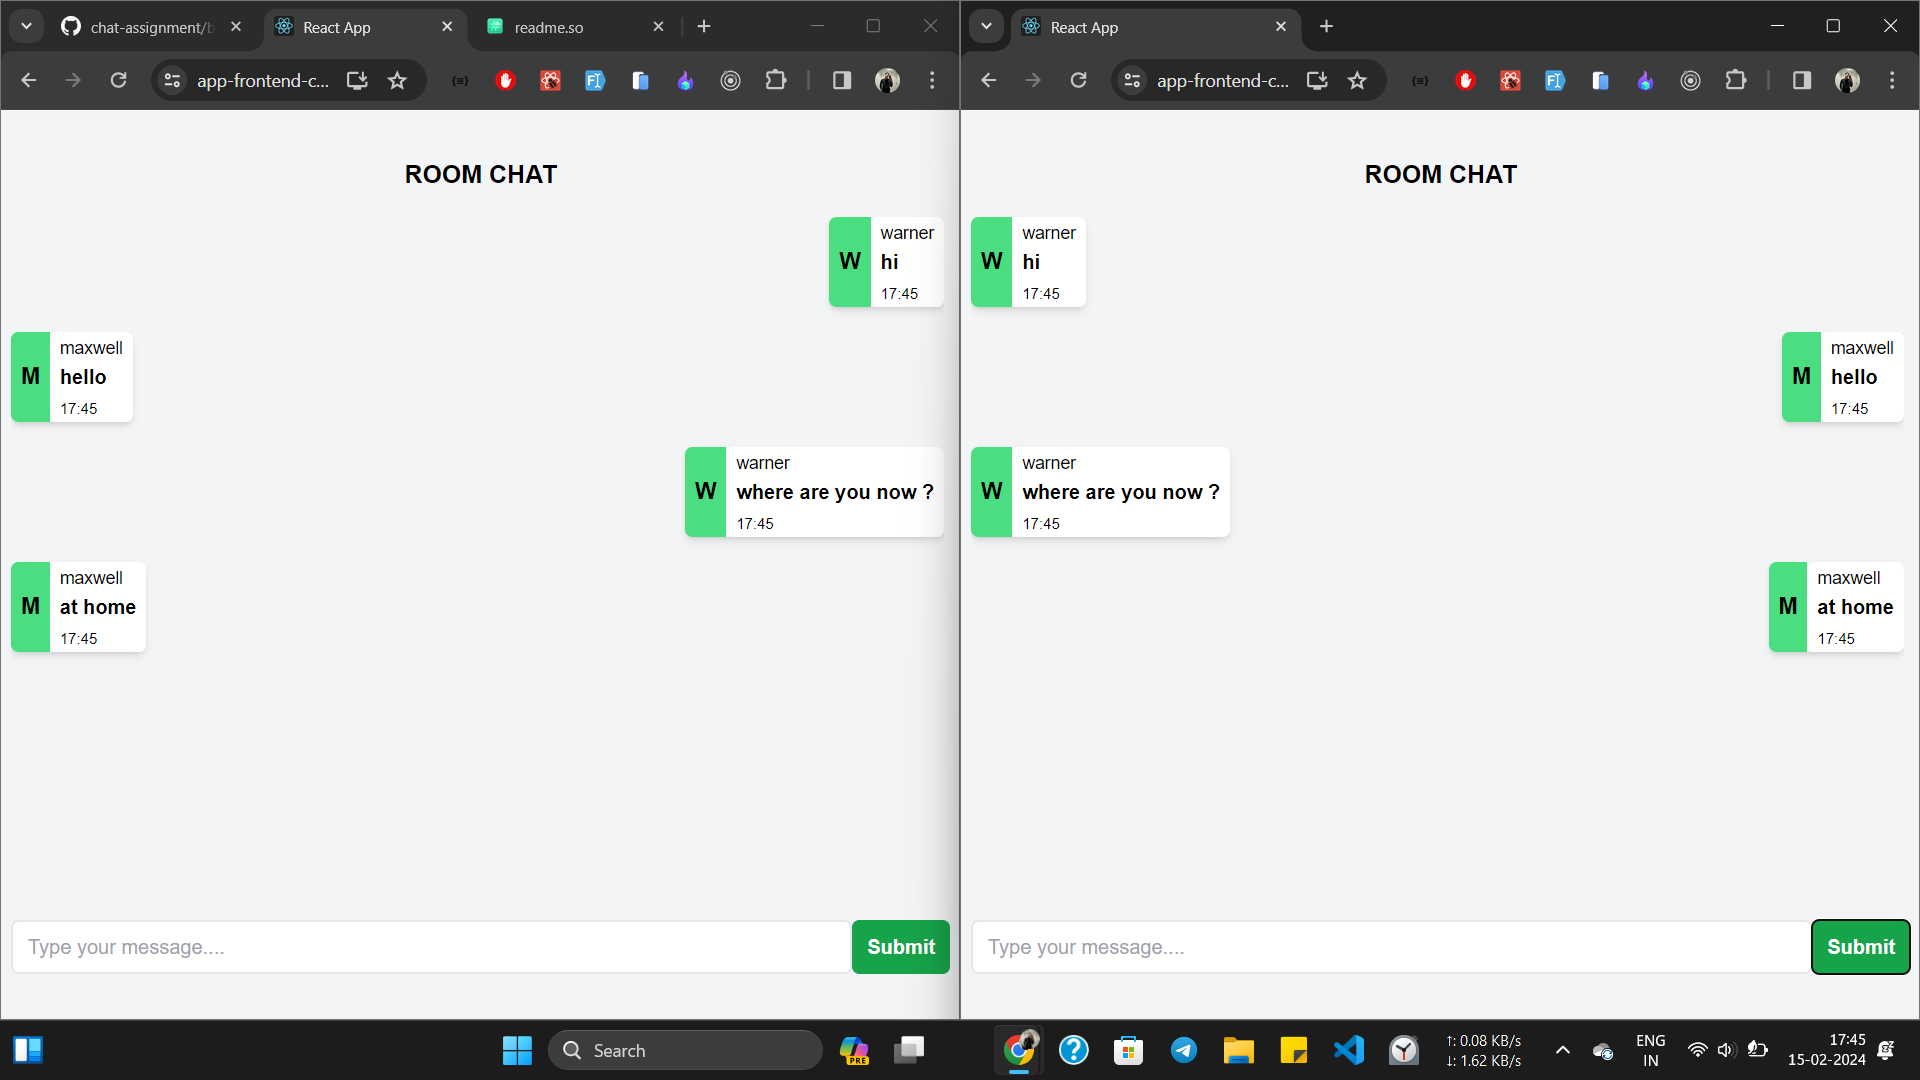 chat-assignment/b
React App
readme.so
app-frontend-c...
ROOM CHAT
W
warner
hi
17:45
M
maxwell
hello
17:45
W
warner
where are you now ?
17:45
M
maxwell
at home
17:45
Type your message....
Submit
React App
app-frontend-c...
ROOM CHAT
W
warner
hi
17:45
M
maxwell
hello
17:45
W
warner
where are you now ?
17:45
M
maxwell
at home
17:45
Type your message....
Submit
Search
PRE
↑: 0.08 KB/s
↓: 1.62 KB/s
ENG
IN
17:45
15-02-2024